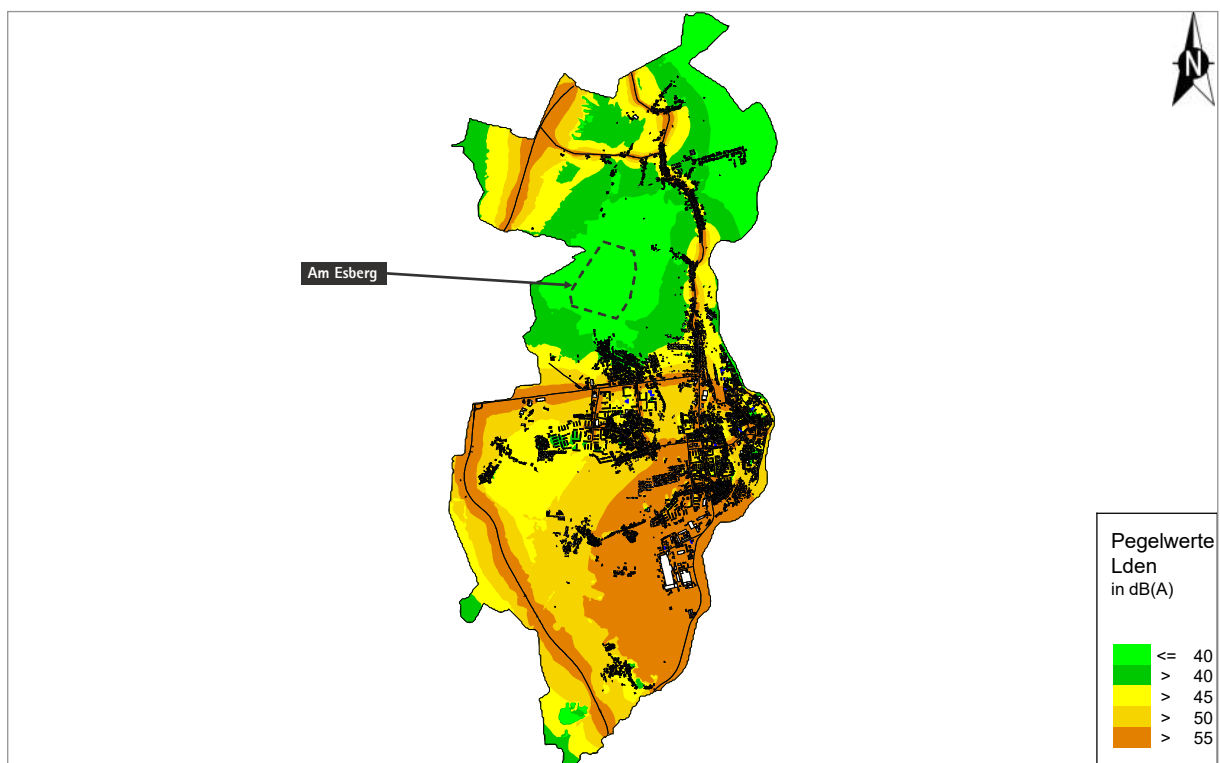 N
Am Esberg
Pegelwerte
Lden
in dB(A)
<= 40
> 40
> 45
> 50
> 55